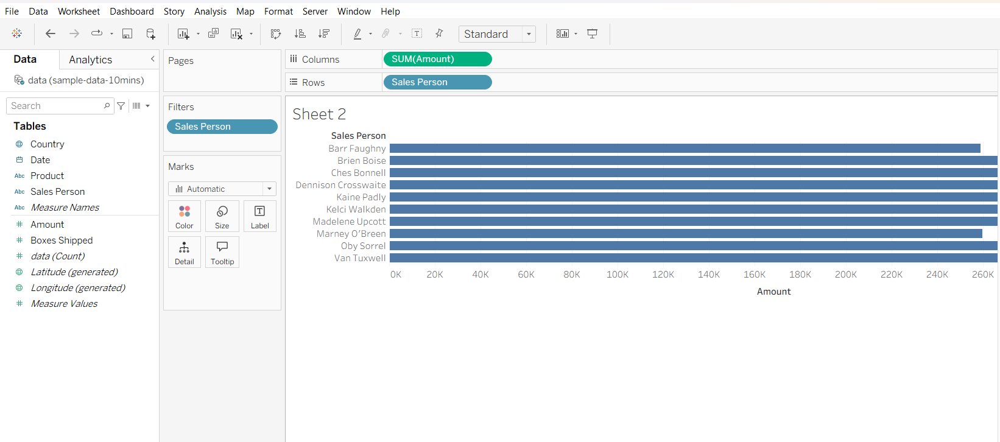 File Data Worksheet Dashboard Story Analysis Map Format Server Window Help
Standard
Data Analytics
data (sample-data-10mins)
Search
Tables
Country
Date
Abc Product
Abc Sales Person
Abc Measure Names
Amount
Boxes Shipped
data (Count)
Latitude (generated)
Longitude (generated)
Measure Values
Pages
Filters
Sales Person
Marks
Automatic
Color Size Label
Detail Tooltip
Columns SUM(Amount)
Rows Sales Person
Sheet 2
Sales Person
Barr Faughny
Brien Boise
Ches Bonnell
Dennison Crosswaite
Kaine Padly
Kelci Walkden
Madelene Upcott
Marney O’Breen
Oby Sorrel
Van Tuxwell
0K 20K 40K 60K 80K 100K 120K 140K 160K 180K 200K 220K 240K 260K
Amount